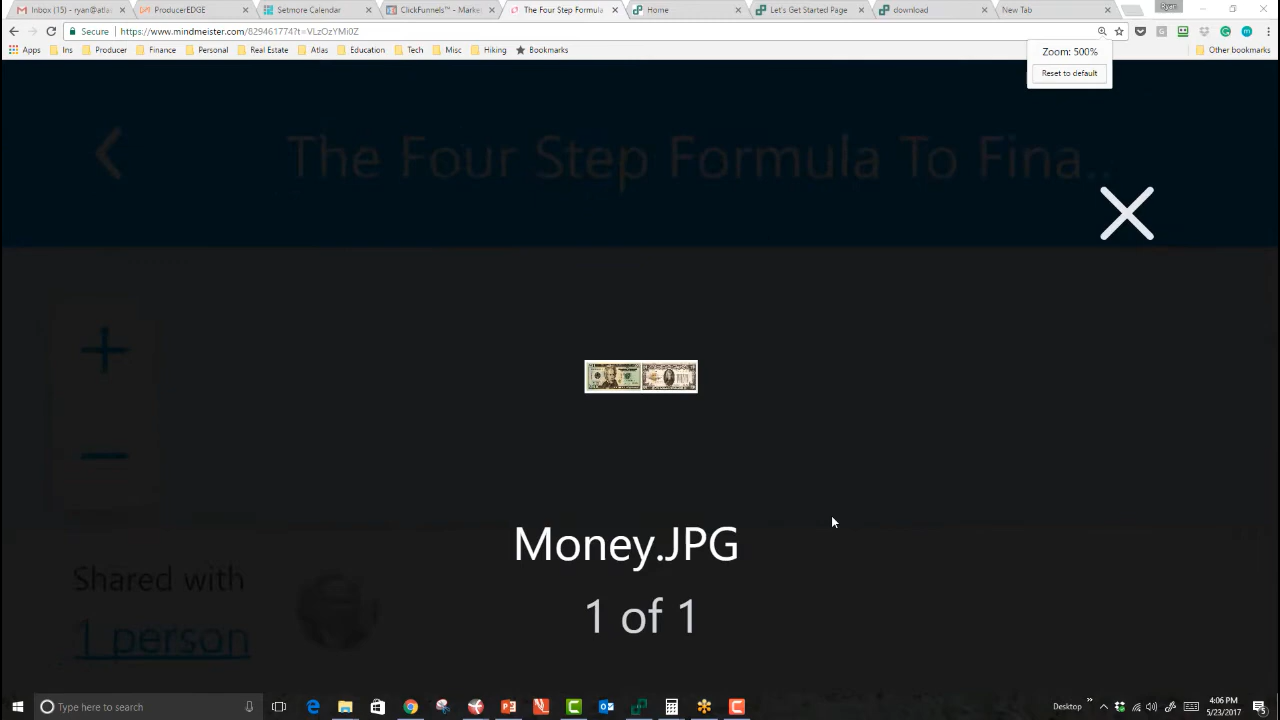 Inbox (15) - ryan@atlas
ProducerEDGE
Setmore Calendar
ClickFunnels™ - Marke
The Four Step Formula
Home
Let's Get Started Page
download
New Tab
Ryan
Secure
https://www.mindmeister.com/829461774?t=VLzOzYMi0Z
Apps
Ins
Producer
Finance
Personal
Real Estate
Atlas
Education
Tech
Misc
Hiking
Bookmarks
Other bookmarks
Zoom: 500%
Reset to default
The Four Step Formula To Fina..
Money.JPG
1 of 1
Shared with
1 person
Type here to search
Desktop
4:06 PM
5/23/2017